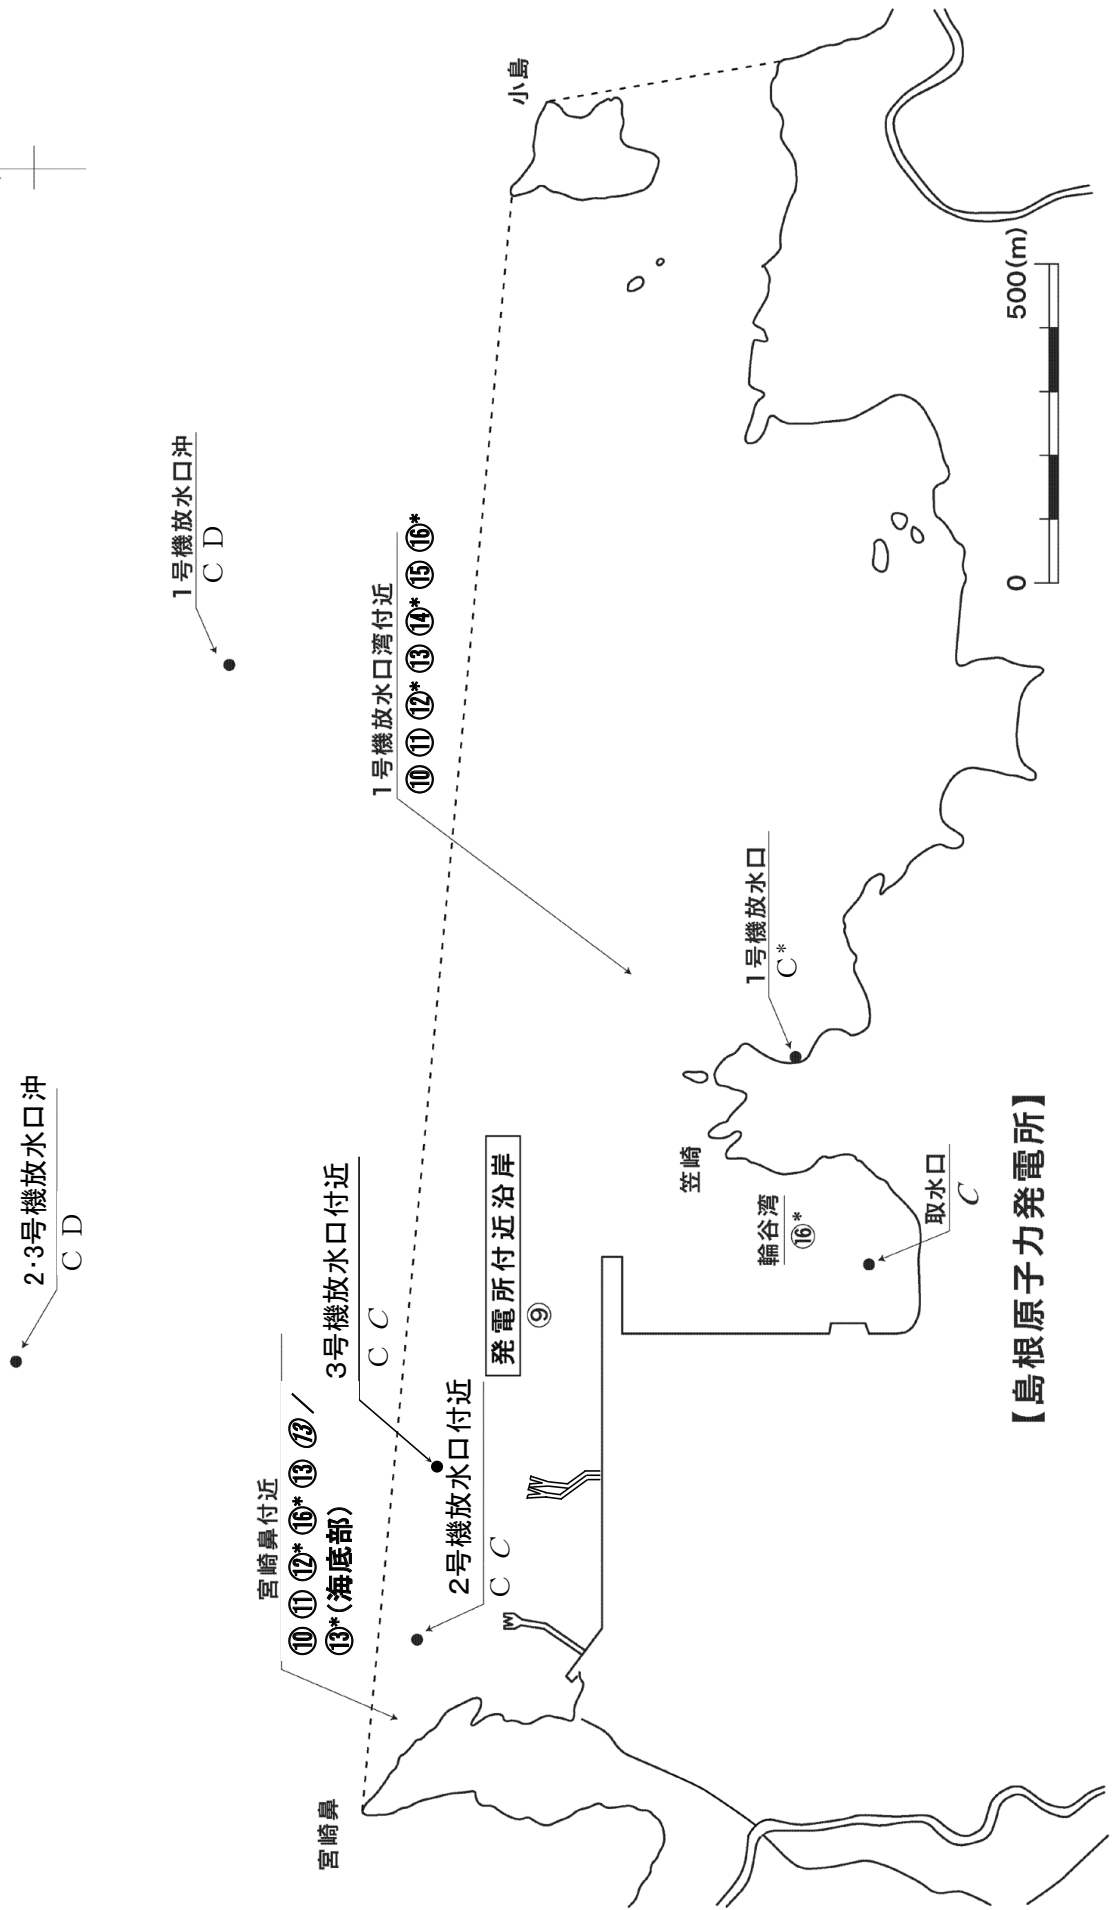 2・3号機放水口沖
C D
1号機放水口沖
C D
小島
1号機放水口湾付近
⑩ ⑪ ⑫* ⑬ ⑭* ⑮ ⑯*
宮崎鼻付近
⑩ ⑪ ⑫* ⑯* ⑬ ⑬ /
⑬*(海底部)
宮崎鼻
3号機放水口付近
C C
2号機放水口付近
C C
発電所付近沿岸
⑨
笠崎
輪谷湾
⑯*
1号機放水口
C*
取水口
C
0 500(m)
【島根原子力発電所】